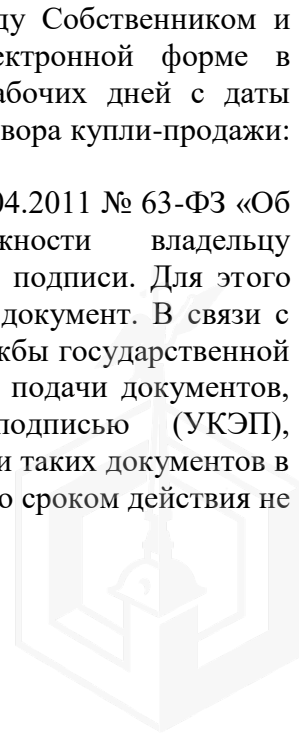 ду Собственником и
ектронной форме в
абочих дней с даты
вора купли-продажи:
04.2011 № 63-ФЗ «Об
жности владельцу
подписи. Для этого
документ. В связи с
жбы государственной
подачи документов,
подписью (УКЭП),
и таких документов в
о сроком действия не